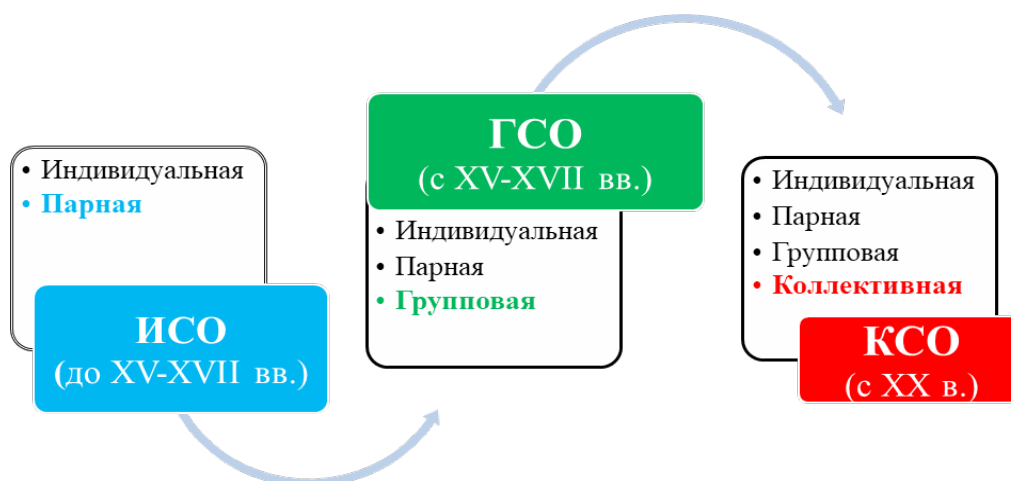 • Индивидуальная
• Парная
ИСО
(до XV-XVII вв.)
ГСО
(с XV-XVII вв.)
• Индивидуальная
• Парная
• Групповая
• Индивидуальная
• Парная
• Групповая
• Коллективная
КСО
(с XX в.)